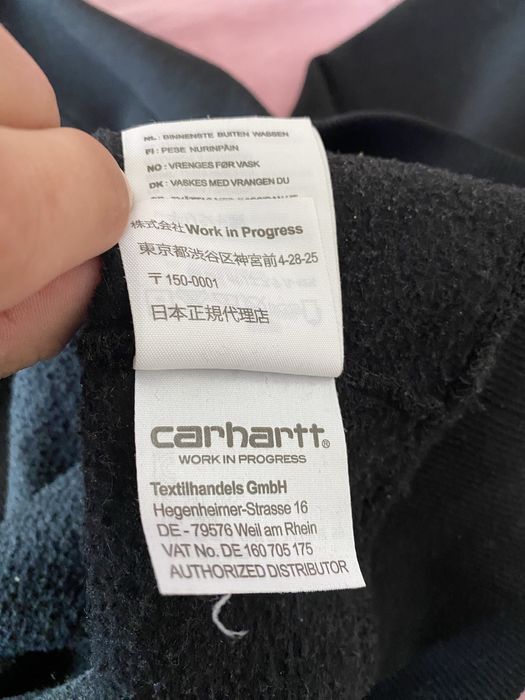 NL: BINNENSTE BUITEN WASSEN
FI: PESE NURINPÄIN
NO: VRENGES FØR VASK
DK: VASKES MED VRANGEN DU
株式会社Work in Progress
東京都渋谷区神宮前4-28-25
〒150-0001
日本正規代理店
carhartt®
WORK IN PROGRESS
Textilhandels GmbH
Hegenheimer-Strasse 16
DE - 79576 Weil am Rhein
VAT No. DE 160 705 175
AUTHORIZED DISTRIBUTOR